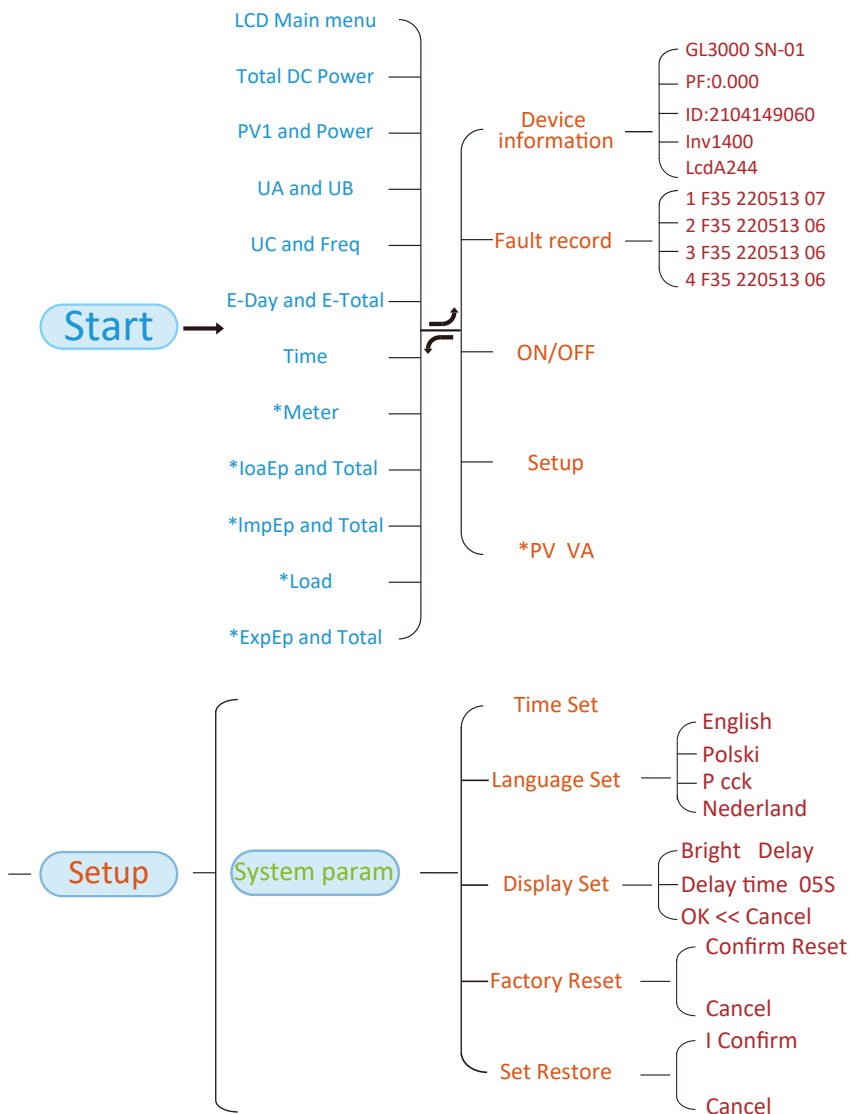 LCD Main menu
Total DC Power
PV1 and Power
UA and UB
UC and Freq
E-Day and E-Total
Start
Time
*Meter
*IoaEp and Total
*ImpEp and Total
*Load
*ExpEp and Total
Device
information
GL3000 SN-01
PF:0.000
ID:2104149060
Inv1400
LcdA244
Fault record
1 F35 220513 07
2 F35 220513 06
3 F35 220513 06
4 F35 220513 06
ON/OFF
Setup
*PV VA
Setup
System param
Time Set
Language Set
English
Polski
P cck
Nederland
Display Set
Bright Delay
Delay time 05S
OK << Cancel
Factory Reset
Confirm Reset
Cancel
Set Restore
I Confirm
Cancel